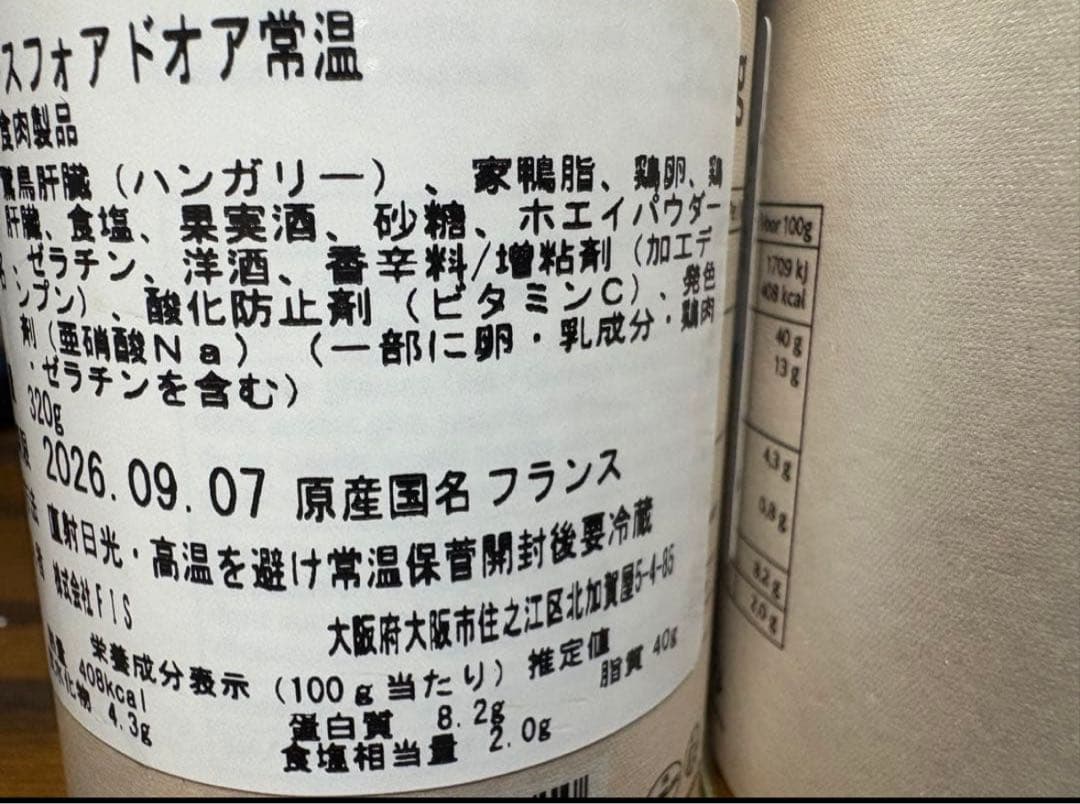 スフォアドオア常温
食肉製品
鵞鳥肝臓（ハンガリー）、家鴨脂、鶏卵、鶏
肝臓、食塩、果実酒、砂糖、ホエイパウダー
、ゼラチン、洋酒、香辛料/増粘剤（加工デ
ンプン）、酸化防止剤（ビタミンC）、発色
剤（亜硝酸Na）（一部に卵・乳成分・鶏肉
・ゼラチンを含む）
320g
2026.09.07 原産国名 フランス
直射日光・高温を避け常温保管開封後要冷蔵
株式会社FIS
大阪府大阪市住之江区北加賀屋5-4-85
栄養成分表示（100g当たり）推定値
408kcal 蛋白質 8.2g 脂質 40g
4.3g 食塩相当量 2.0g
100g
1709 kJ
408 kcal
40 g
13 g
4.3 g
0.8 g
8.2 g
2.0 g